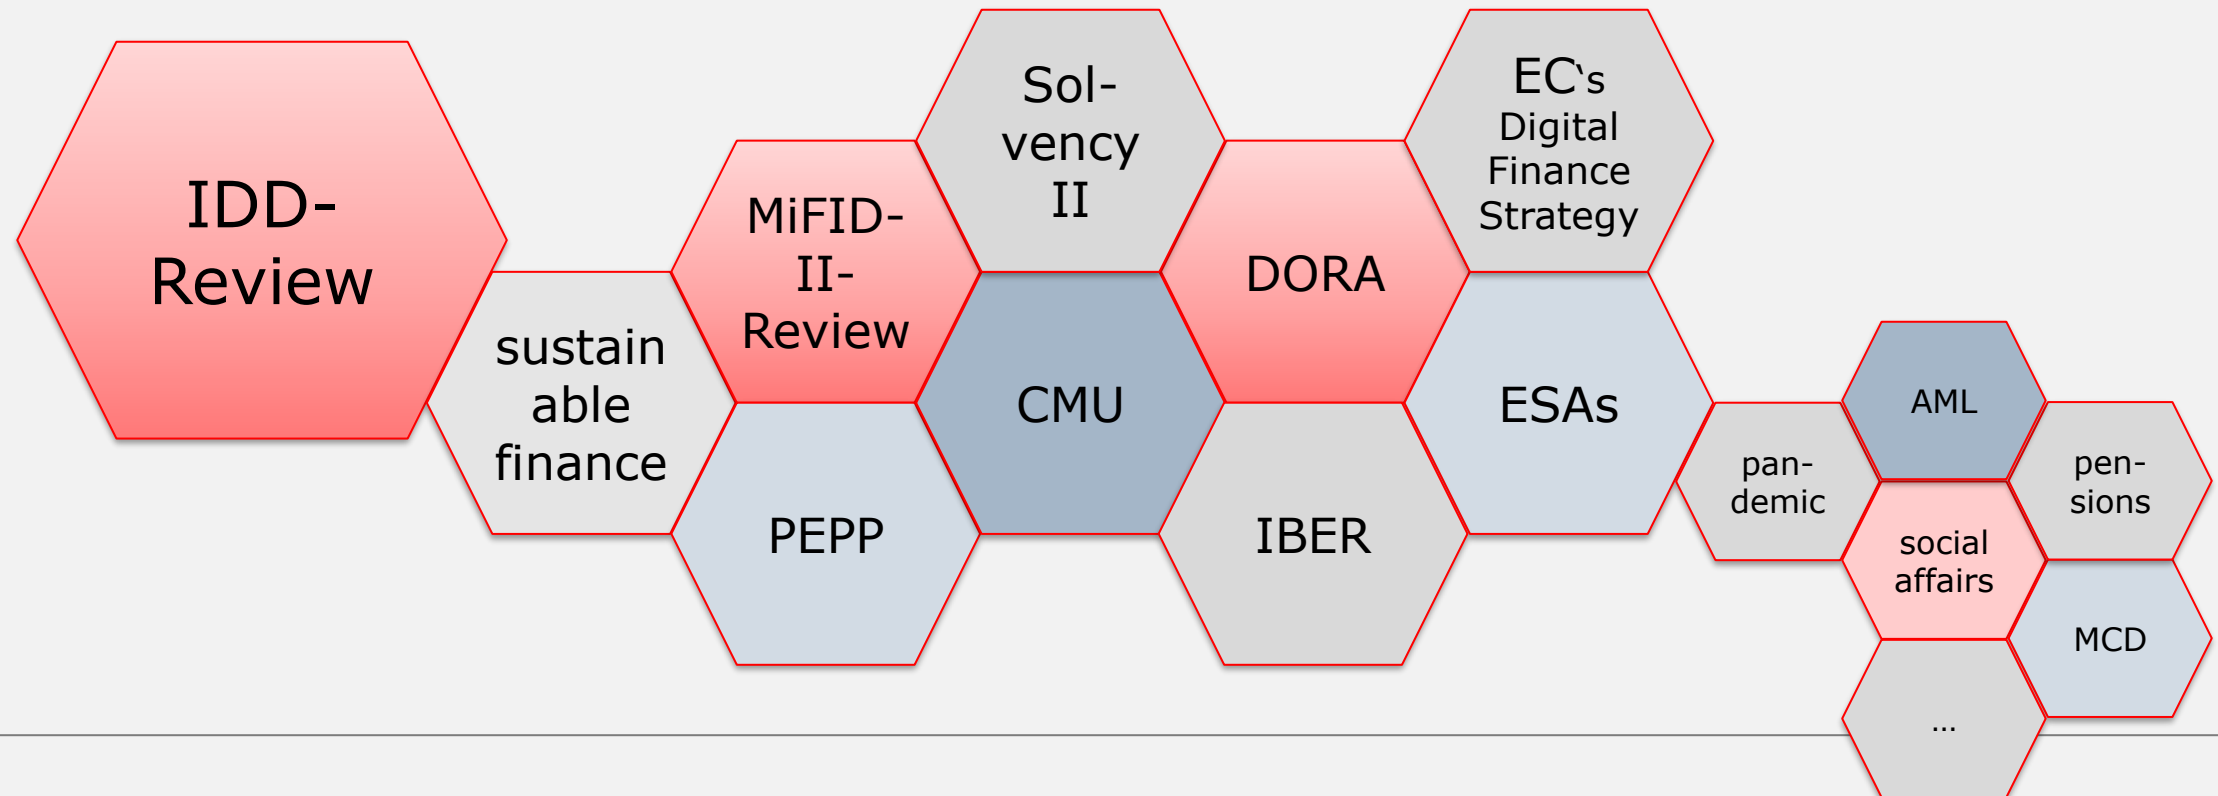 IDD-
Review
sustain
able
finance
MiFID-
II-
Review
PEPP
Sol-
vency
II
CMU
DORA
IBER
EC‘s
Digital
Finance
Strategy
ESAs
pan-
demic
AML
social
affairs
...
pen-
sions
MCD